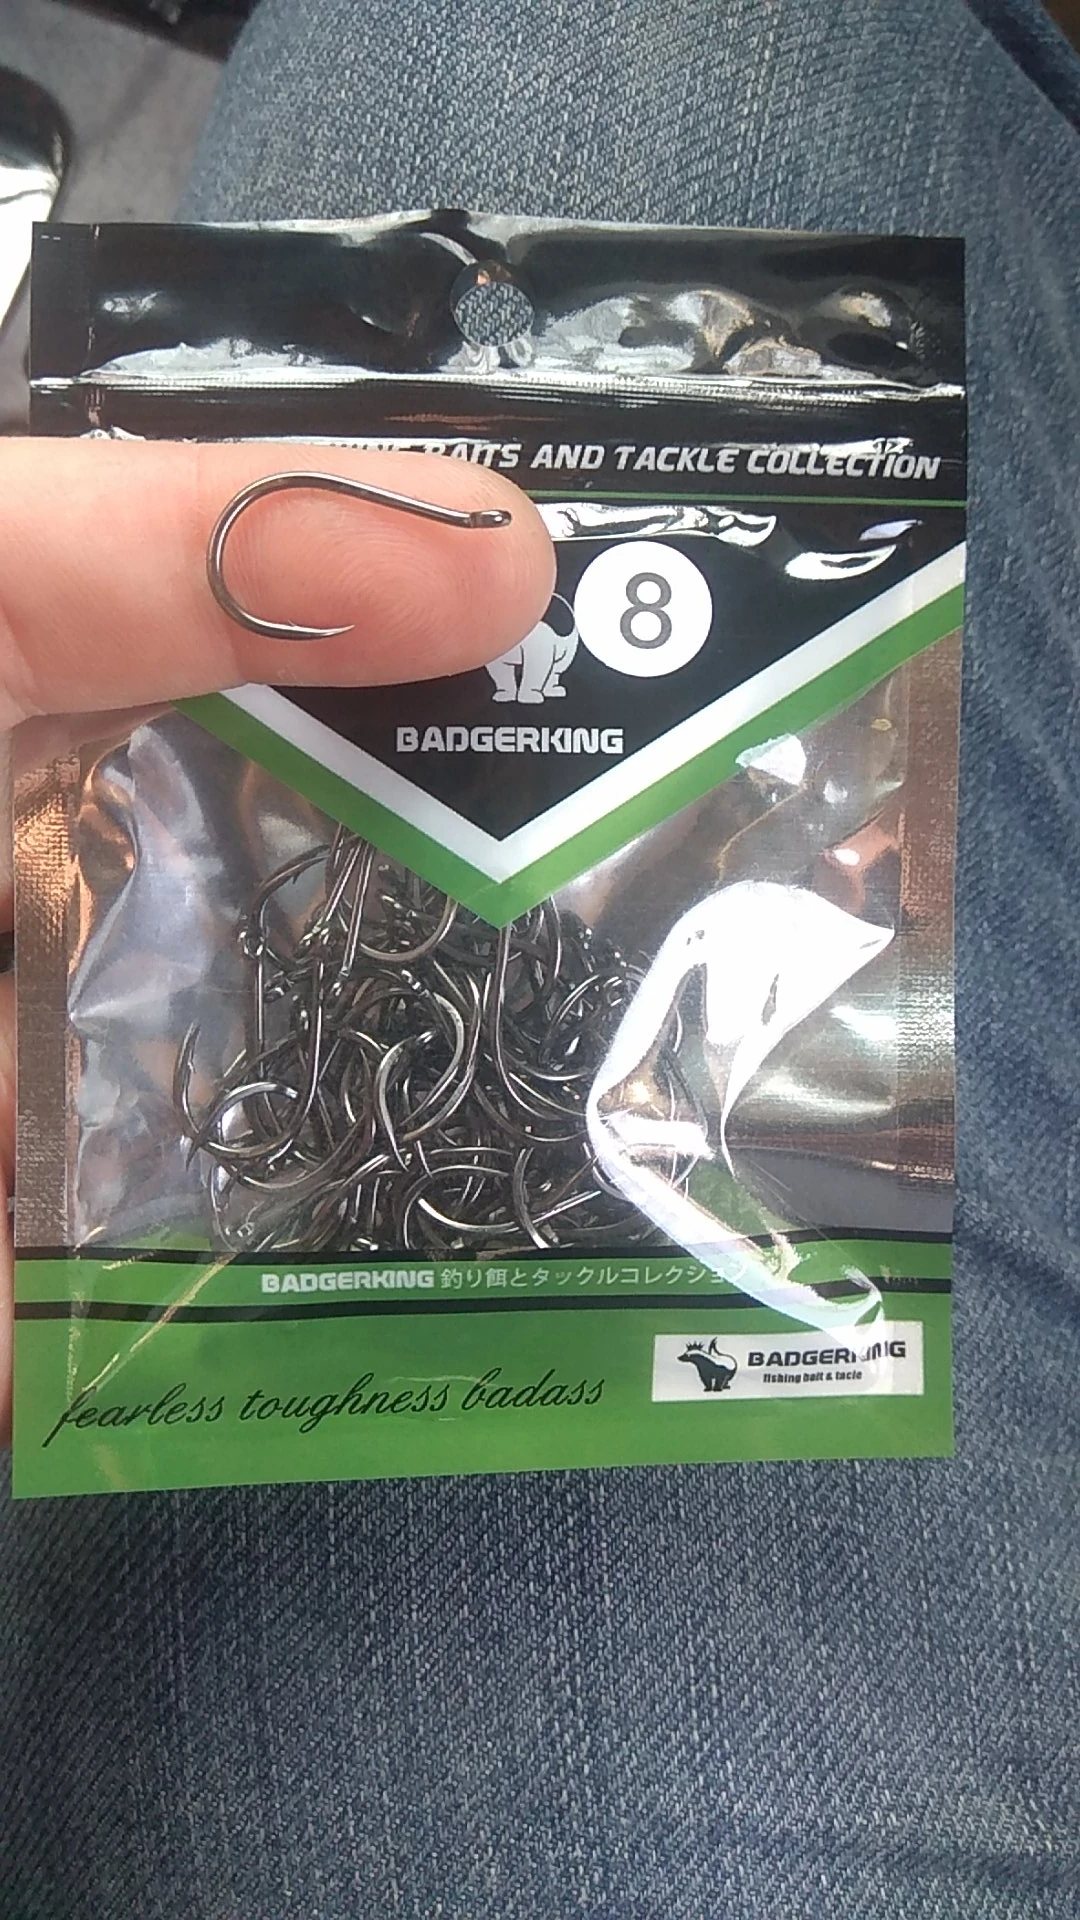 BAITS AND TACKLE COLLECTION
8
BADGERKING
BADGERKING 釣り餌とタックルコレクション
BADGERKING
fishing bait & tacle
fearless toughness badass